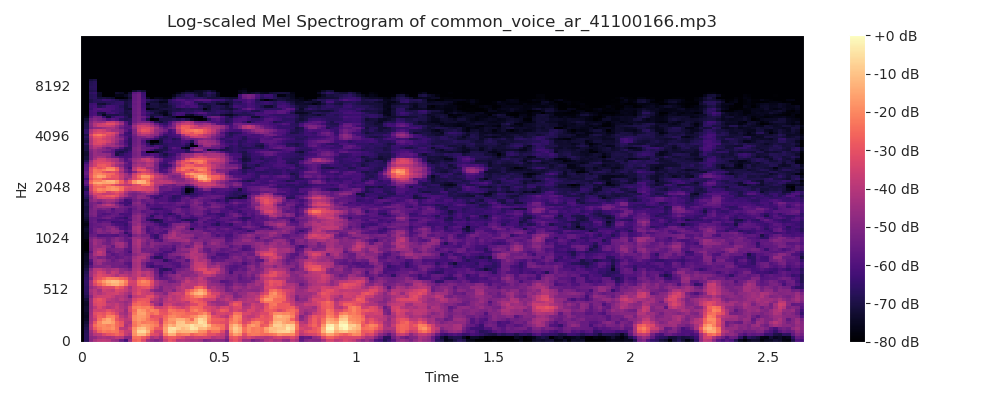 Log-scaled Mel Spectrogram of common_voice_ar_41100166.mp3
8192
4096
2048
1024
512
0
Hz
0 0.5 1 1.5 2 2.5
Time
+0 dB
-10 dB
-20 dB
-30 dB
-40 dB
-50 dB
-60 dB
-70 dB
-80 dB